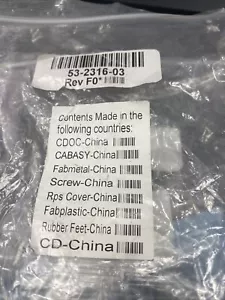 53-2316-03
Rev F0*
Contents Made in the
following countries:
CDOC-China
CABASY-China
Fabmetal-China
Screw-China
Rps Cover-China
Fabplastic-China
Rubber Feet-China
CD-China